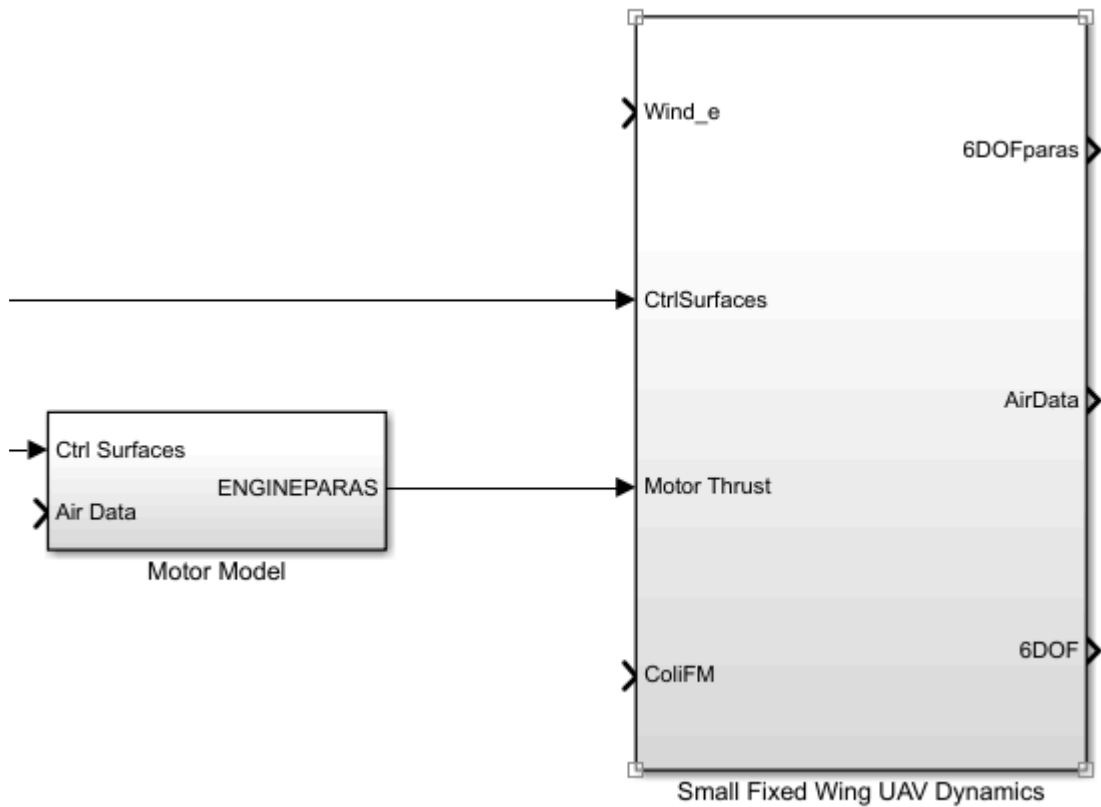 Wind_e
6DOFparas
CtrlSurfaces
AirData
Ctrl Surfaces
ENGINEPARAS
Motor Thrust
Air Data
Motor Model
6DOF
ColiFM
Small Fixed Wing UAV Dynamics